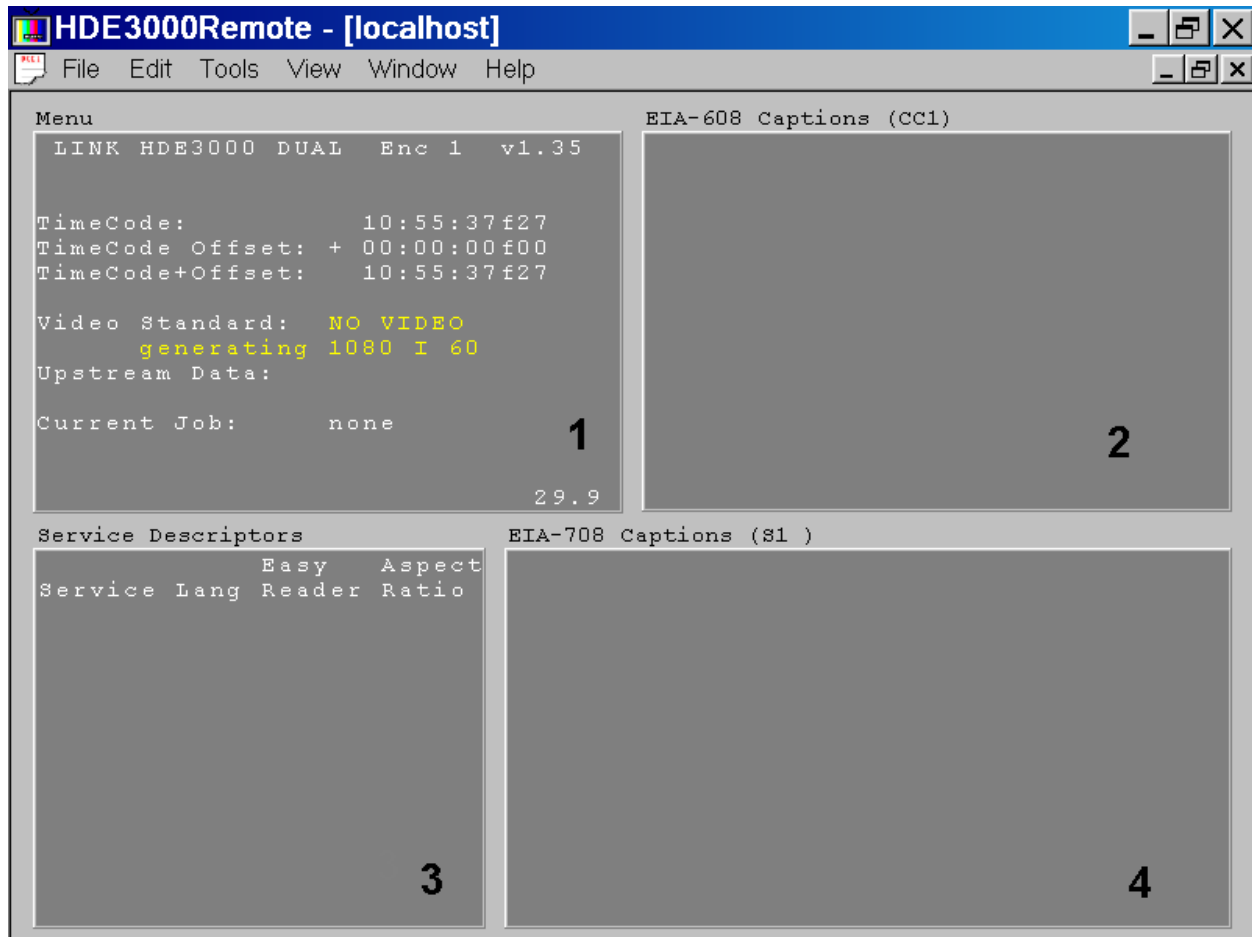 HDE3000Remote - [localhost]
File Edit Tools View Window Help
Menu
LINK HDE3000 DUAL Enc 1 v1.35
TimeCode: 10:55:37f27
TimeCode Offset: + 00:00:00f00
TimeCode+Offset: 10:55:37f27
Video Standard: NO VIDEO
generating 1080 I 60
Upstream Data:
Current Job: none
1
29.9
EIA-608 Captions (CC1)
2
Service Descriptors
Easy Aspect
Service Lang Reader Ratio
3
EIA-708 Captions (S1 )
4